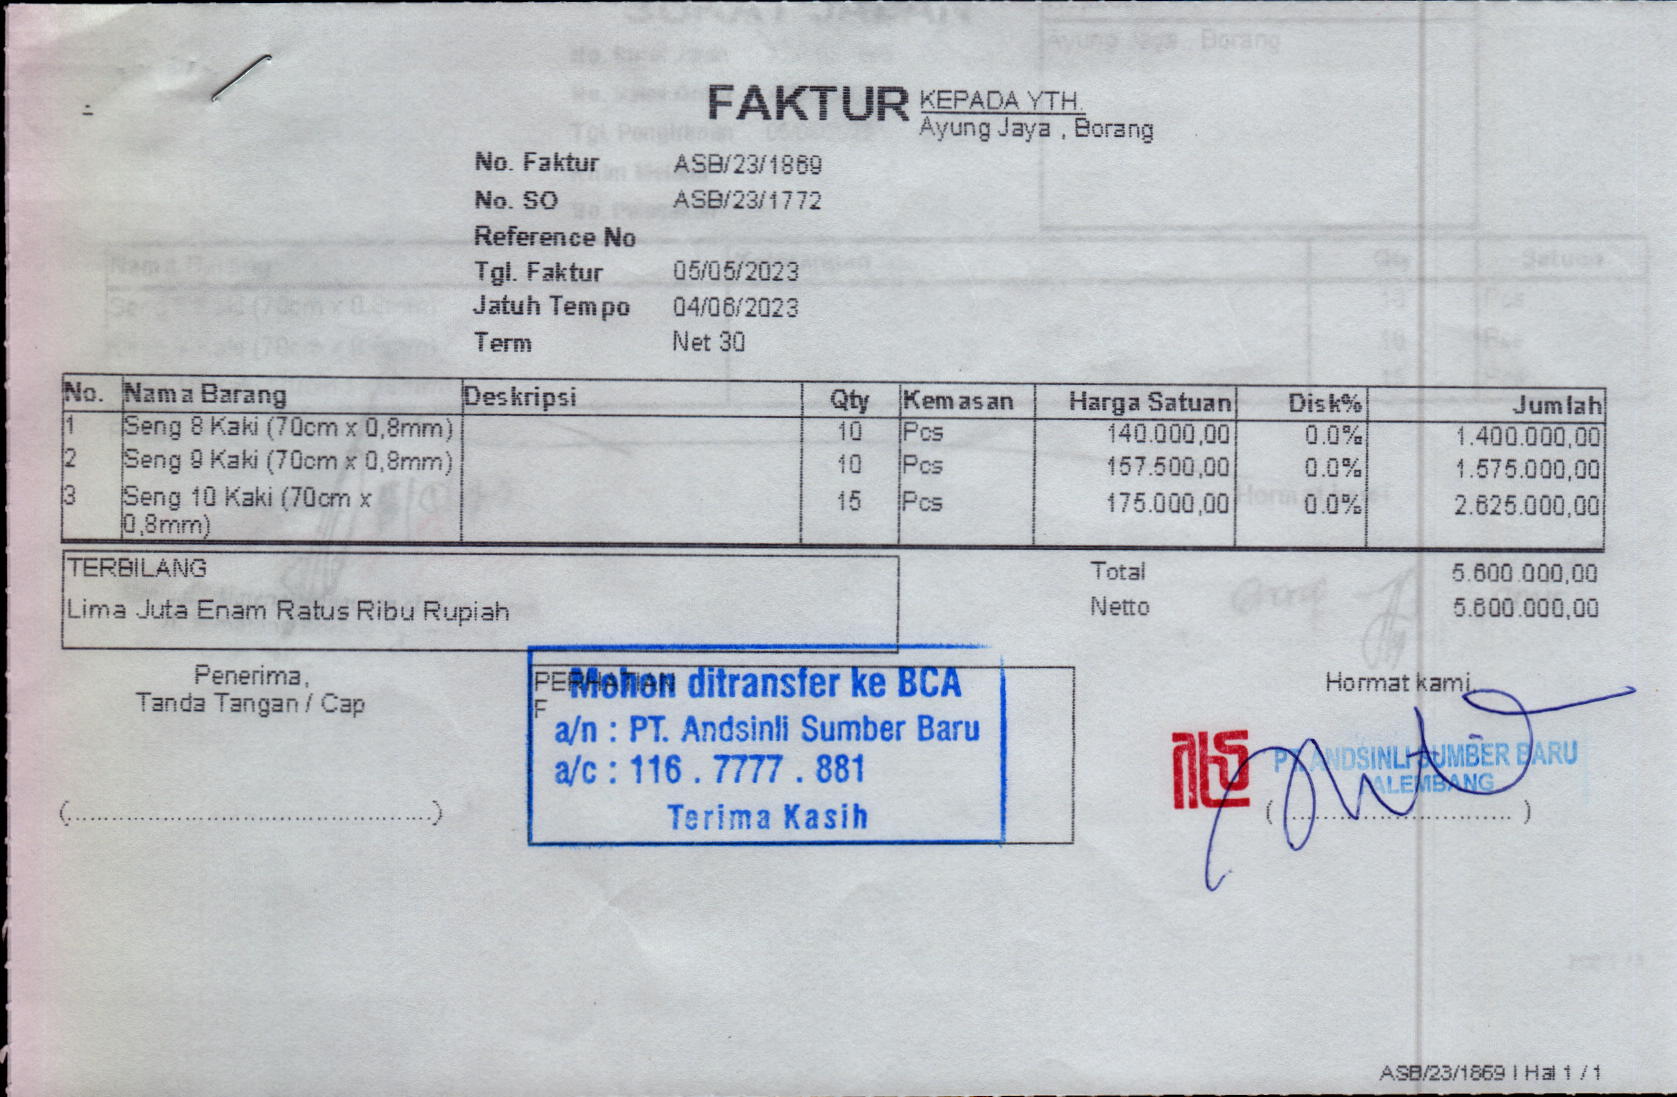 FAKTUR
KEPADA YTH.
Ayung Jaya , Borang
No. Faktur ASB/23/1869
No. SO ASB/23/1772
Reference No
Tgl. Faktur 05/05/2023
Jatuh Tempo 04/06/2023
Term Net 30
No. Nama Barang Deskripsi Qty Kemasan Harga Satuan Disk% Jumlah
1 Seng 8 Kaki (70cm x 0,8mm) 10 Pcs 140.000,00 0.0% 1.400.000,00
2 Seng 9 Kaki (70cm x 0,8mm) 10 Pcs 157.500,00 0.0% 1.575.000,00
3 Seng 10 Kaki (70cm x 15 Pcs 175.000,00 0.0% 2.625.000,00
0,8mm)
TERBILANG
Lima Juta Enam Ratus Ribu Rupiah
Total 5.600.000,00
Netto 5.600.000,00
Penerima,
Tanda Tangan / Cap
(............................................)
PERHATIAN
F
Mohon ditransfer ke BCA
a/n : PT. Andsinli Sumber Baru
a/c : 116 . 7777 . 881
Terima Kasih
Hormat kami
PT. ANDSINLI SUMBER BARU
PALEMBANG
(..............................)
ASB/23/1869 | Hal 1 / 1